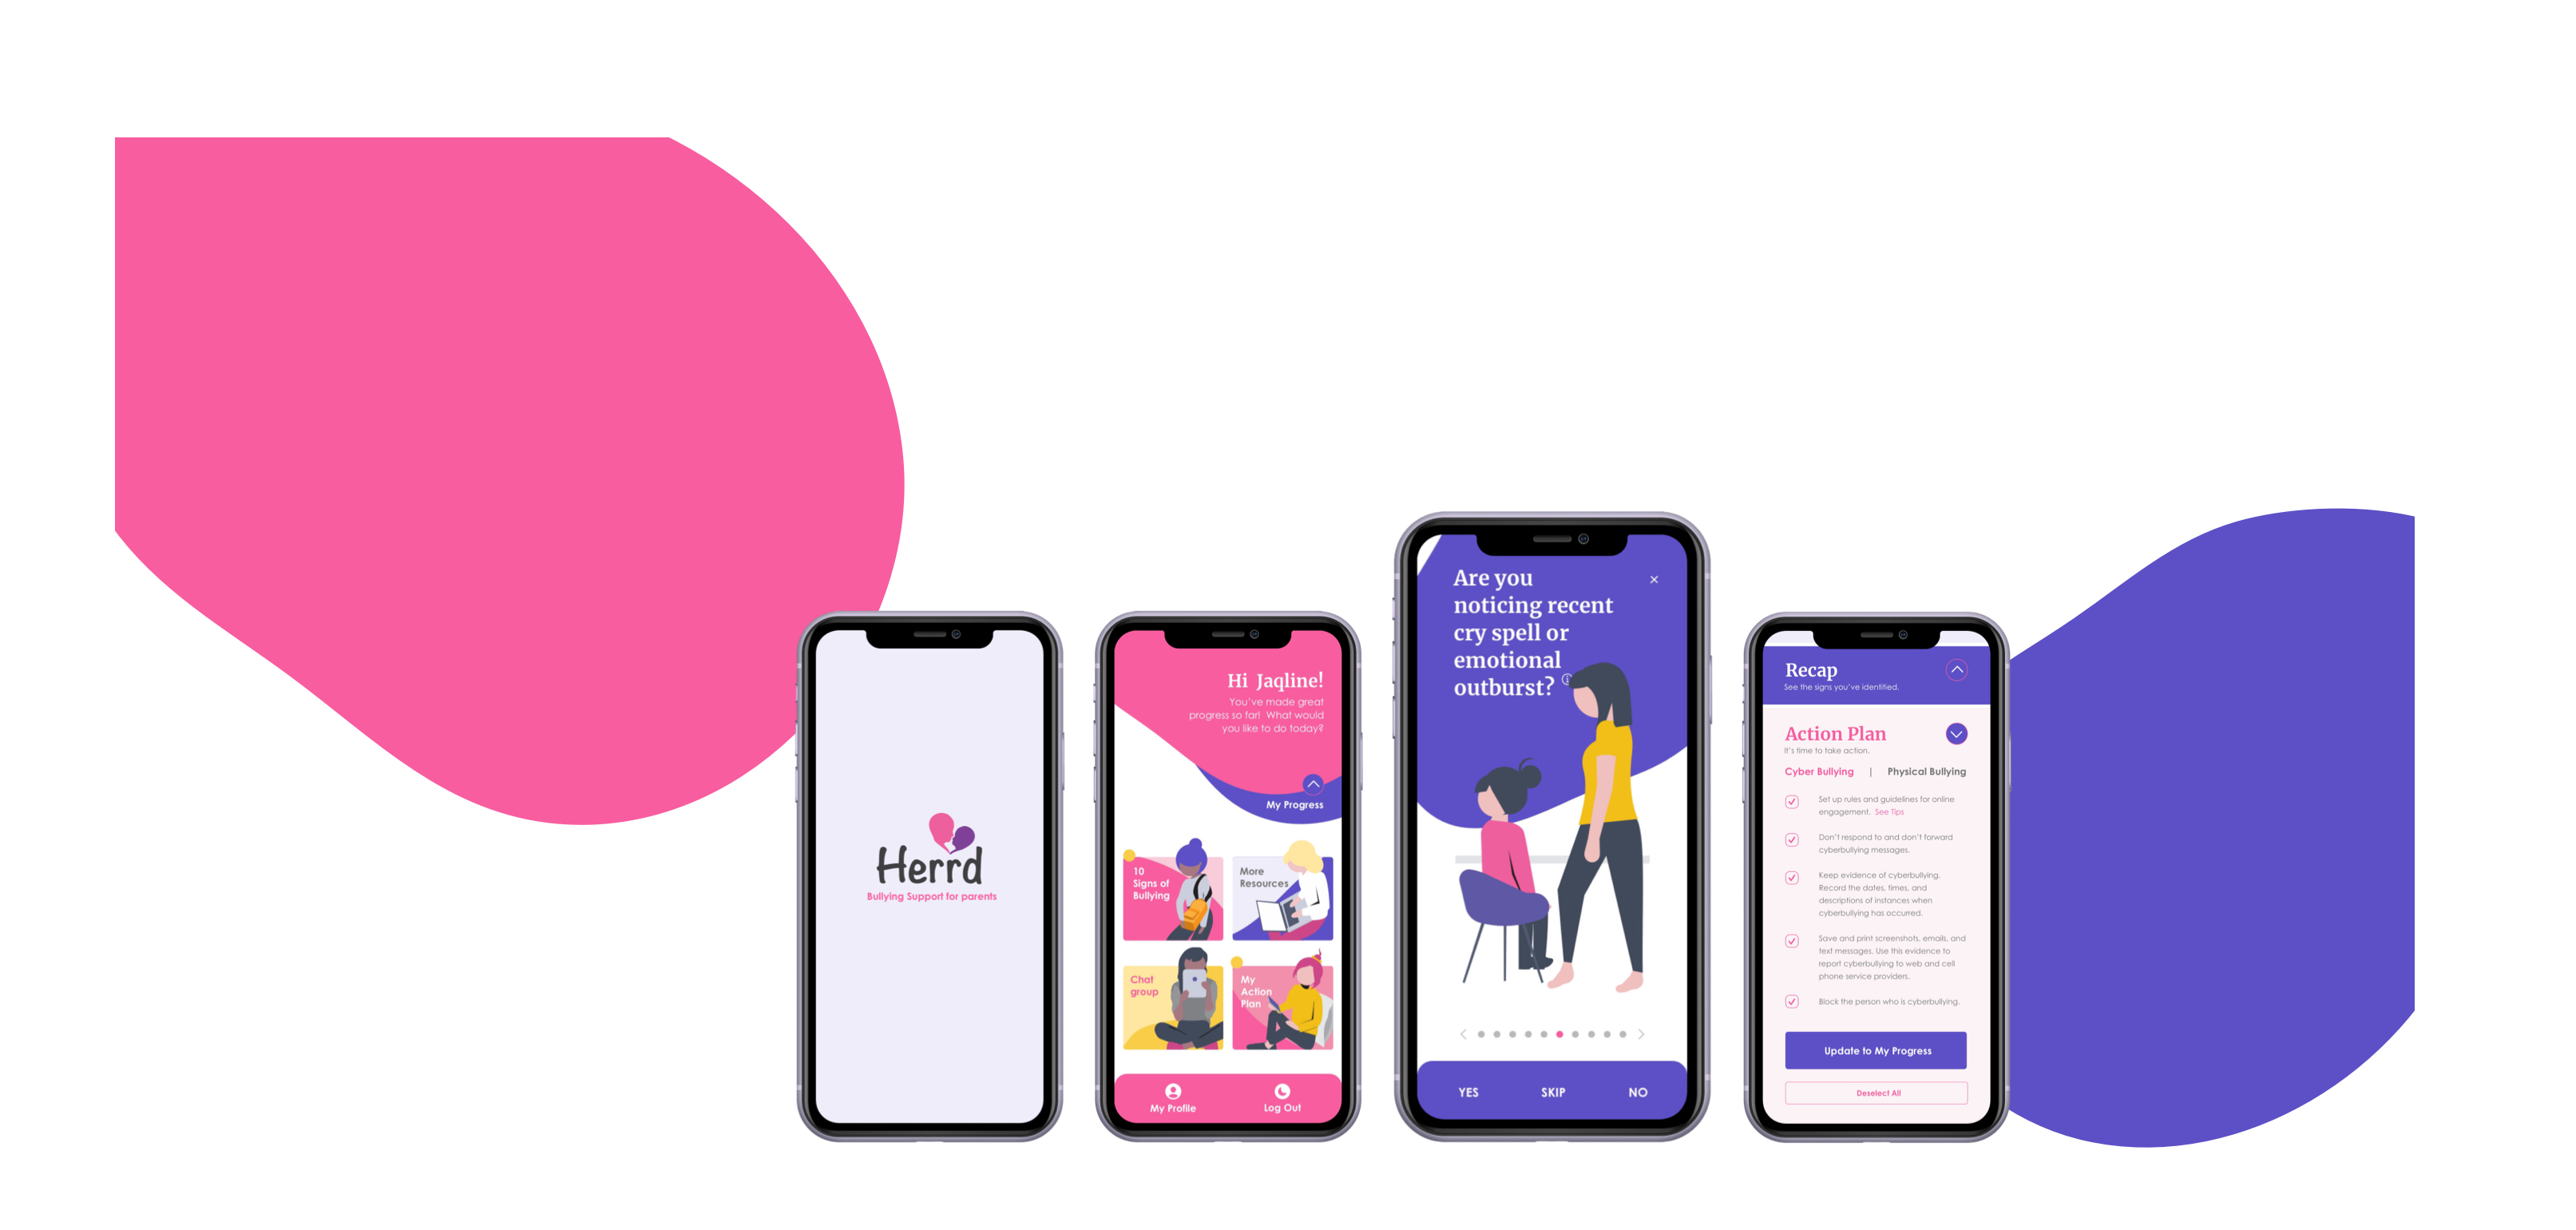 Herrd
Bullying Support for parents
Hi Jaqline!
You've made great
progress so far! What would
you like to do today?
My Progress
10
Signs of
Bullying
More
Resources
Chat
group
My
Action
Plan
My Profile
Log Out
Are you
noticing recent
cry spell or
emotional
outburst?
YES
SKIP
NO
Recap
See the signs you've identified.
Action Plan
It's time to take action.
Cyber Bullying | Physical Bullying
Set up rules and guidelines for online
engagement. See Tips
Don't respond to and don't forward
cyberbullying messages.
Keep evidence of cyberbullying.
Record the dates, times, and
descriptions of instances when
cyberbullying has occurred.
Save and print screenshots, emails, and
text messages. Use this evidence to
report cyberbullying to web and cell
phone service providers.
Block the person who is cyberbullying.
Update to My Progress
Deselect All